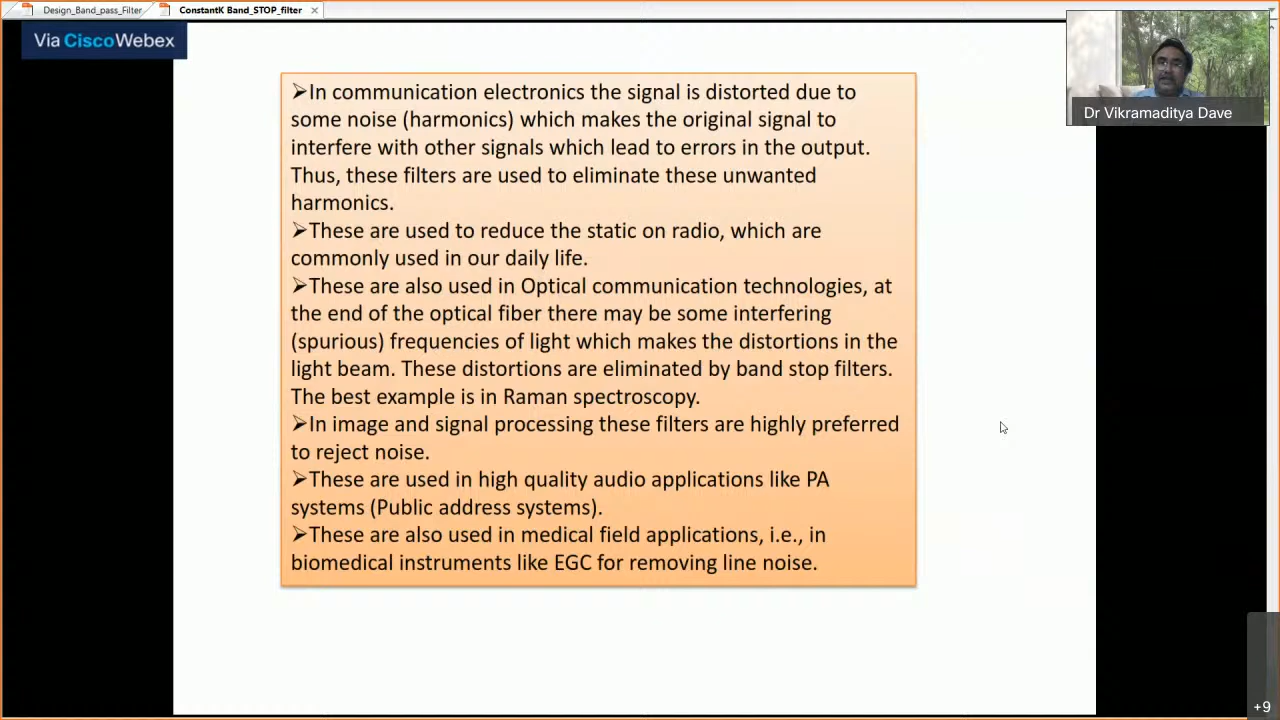 Design_Band_pass_Filter
ConstantK Band_STOP_filter
Via CiscoWebex
Dr Vikramaditya Dave
➢In communication electronics the signal is distorted due to
some noise (harmonics) which makes the original signal to
interfere with other signals which lead to errors in the output.
Thus, these filters are used to eliminate these unwanted
harmonics.
➢These are used to reduce the static on radio, which are
commonly used in our daily life.
➢These are also used in Optical communication technologies, at
the end of the optical fiber there may be some interfering
(spurious) frequencies of light which makes the distortions in the
light beam. These distortions are eliminated by band stop filters.
The best example is in Raman spectroscopy.
➢In image and signal processing these filters are highly preferred
to reject noise.
➢These are used in high quality audio applications like PA
systems (Public address systems).
➢These are also used in medical field applications, i.e., in
biomedical instruments like EGC for removing line noise.
+9